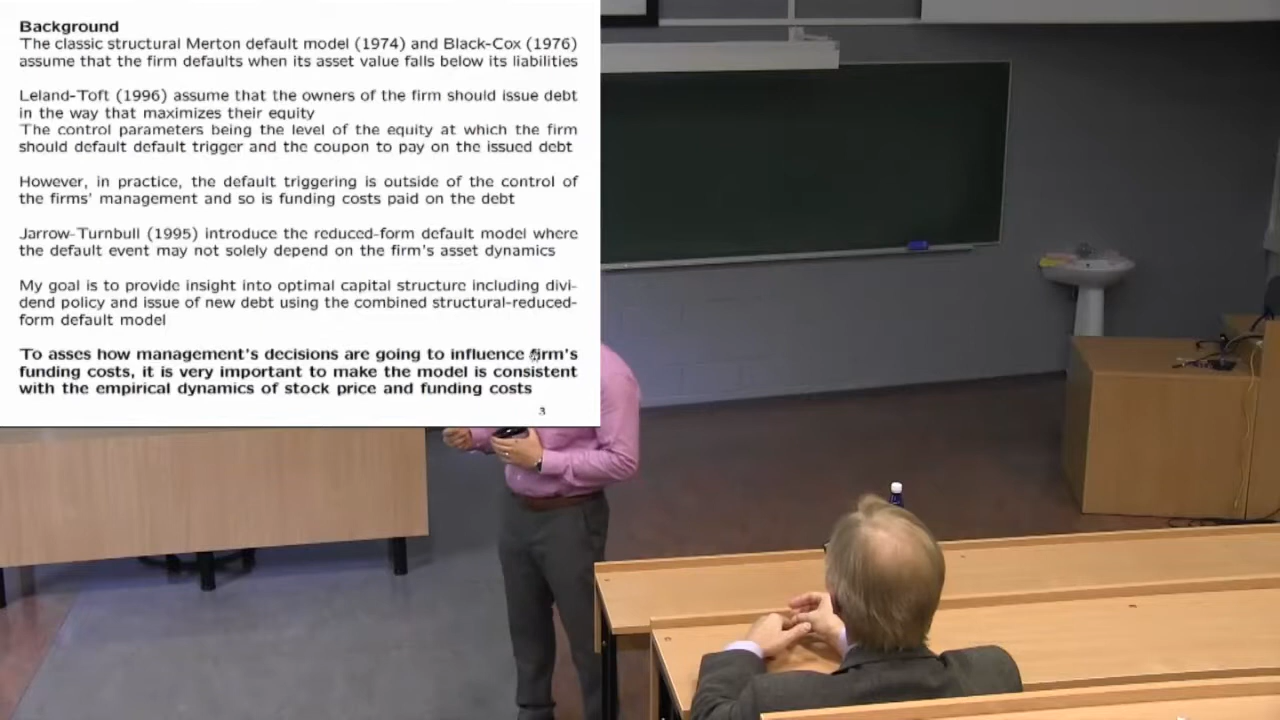 Background
The classic structural Merton default model (1974) and Black-Cox (1976)
assume that the firm defaults when its asset value falls below its liabilities
Leland-Toft (1996) assume that the owners of the firm should issue debt
in the way that maximizes their equity
The control parameters being the level of the equity at which the firm
should default default trigger and the coupon to pay on the issued debt
However, in practice, the default triggering is outside of the control of
the firms' management and so is funding costs paid on the debt
Jarrow-Turnbull (1995) introduce the reduced-form default model where
the default event may not solely depend on the firm's asset dynamics
My goal is to provide insight into optimal capital structure including divi-
dend policy and issue of new debt using the combined structural-reduced-
form default model
To asses how management's decisions are going to influence firm's
funding costs, it is very important to make the model is consistent
with the empirical dynamics of stock price and funding costs
3